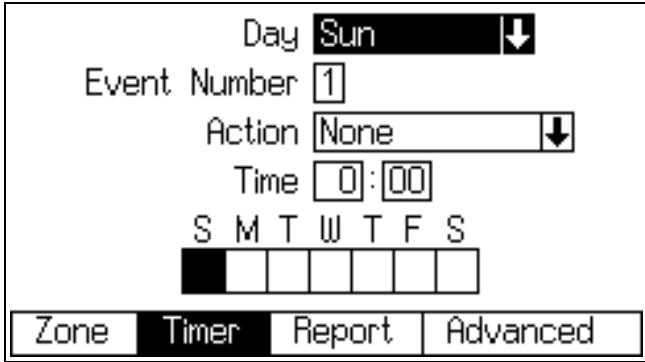 Day Sun
Event Number 1
Action None
Time 0:00
S M T W T F S
Zone Timer Report Advanced